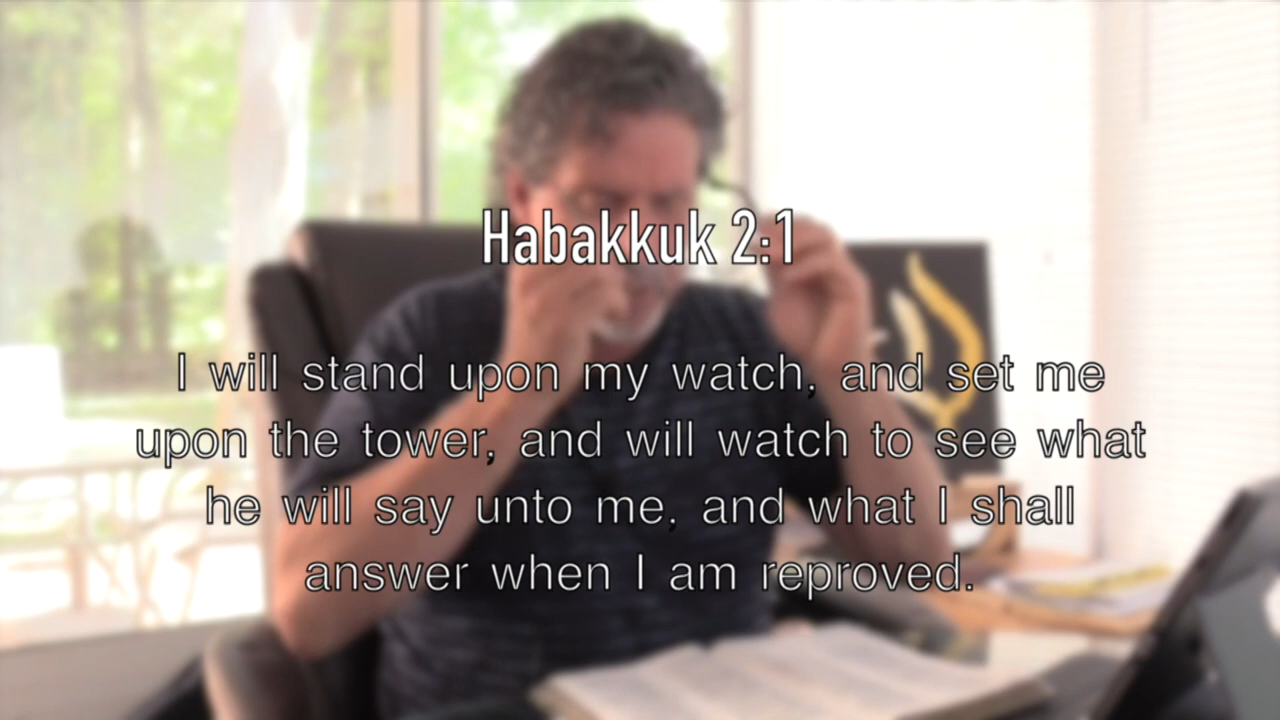 Habakkuk 2:1
I will stand upon my watch, and set me
upon the tower, and will watch to see what
he will say unto me, and what I shall
answer when I am reproved.